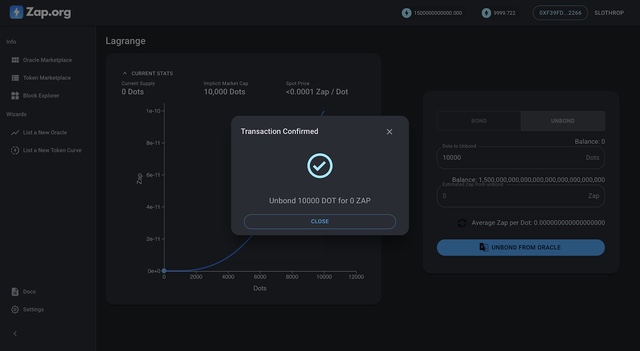 Zap.org
1500000000000.000
9999.722
0XF39FD...2266
SLOTHROP
Info
Oracle Marketplace
Token Marketplace
Block Explorer
Wizards
List a New Oracle
List a New Token Curve
Docs
Settings
Lagrange
CURRENT STATS
Current Supply
0 Dots
Implicit Market Cap
10,000 Dots
Spot Price
<0.0001 Zap / Dot
Zap
1e-10
8e-11
6e-11
4e-11
2e-11
0e+0
0 2000 4000 6000 8000 10000 12000
Dots
Transaction Confirmed
Unbond 10000 DOT for 0 ZAP
CLOSE
BOND
UNBOND
Balance: 0
Dots to Unbond
10000 Dots
Balance: 1,500,000,000,000,000,000,000,000,000,000
Estimated Zap from unbond
0 Zap
Average Zap per Dot: 0.000000000000000000
UNBOND FROM ORACLE